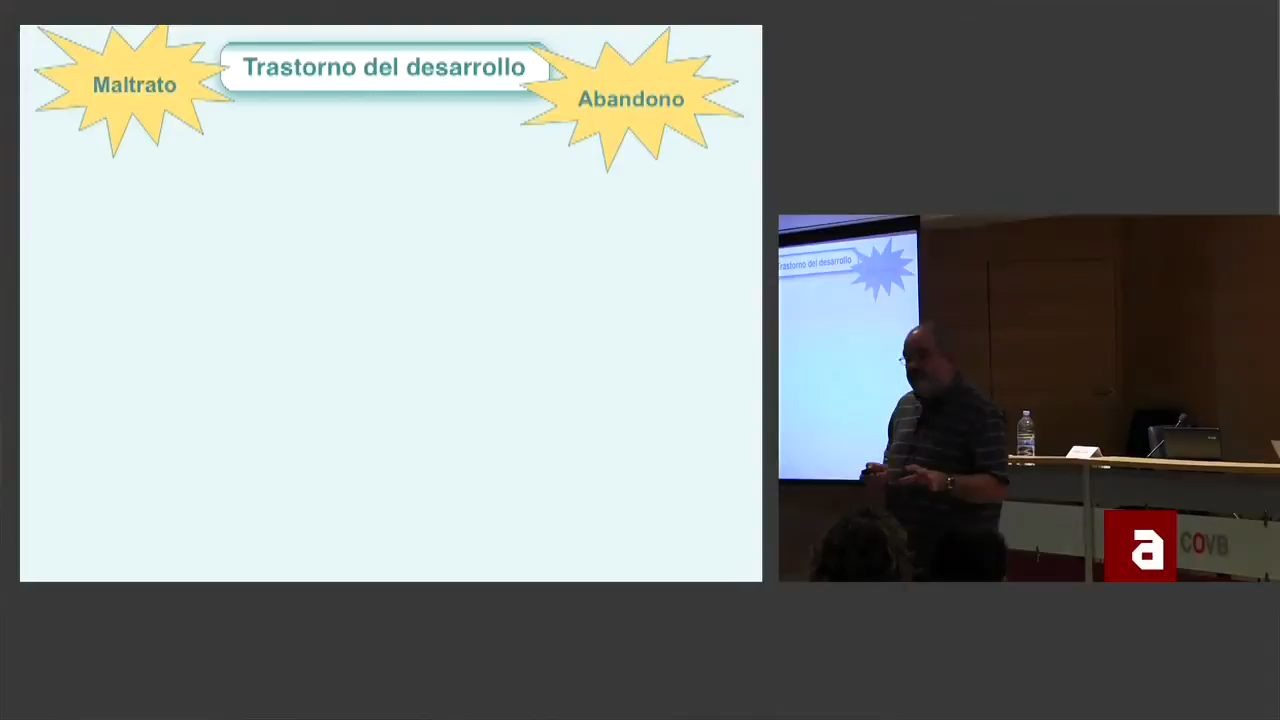 Maltrato
Trastorno del desarrollo
Abandono
Trastorno del desarrollo
a
COVB